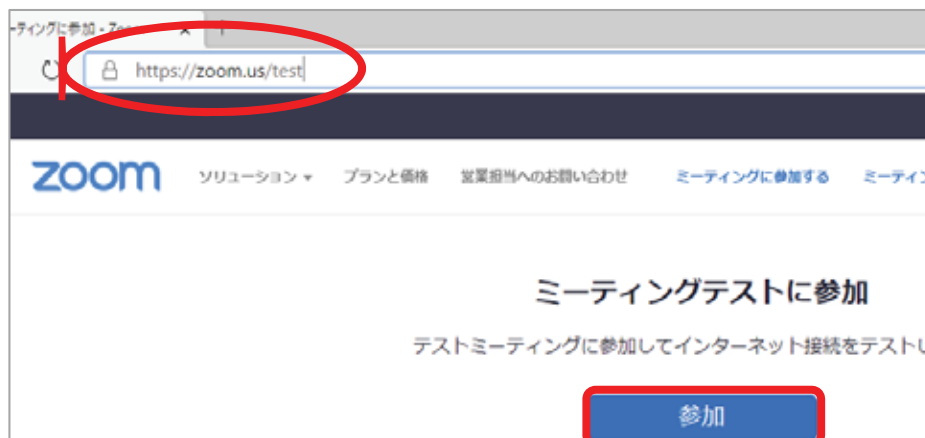 ーティングに参加 - Zoom
https://zoom.us/test
zoom
ソリューション プランと価格 営業担当へのお問い合わせ ミーティングに参加する ミーティン
ミーティングテストに参加
テストミーティングに参加してインターネット接続をテストし
参加